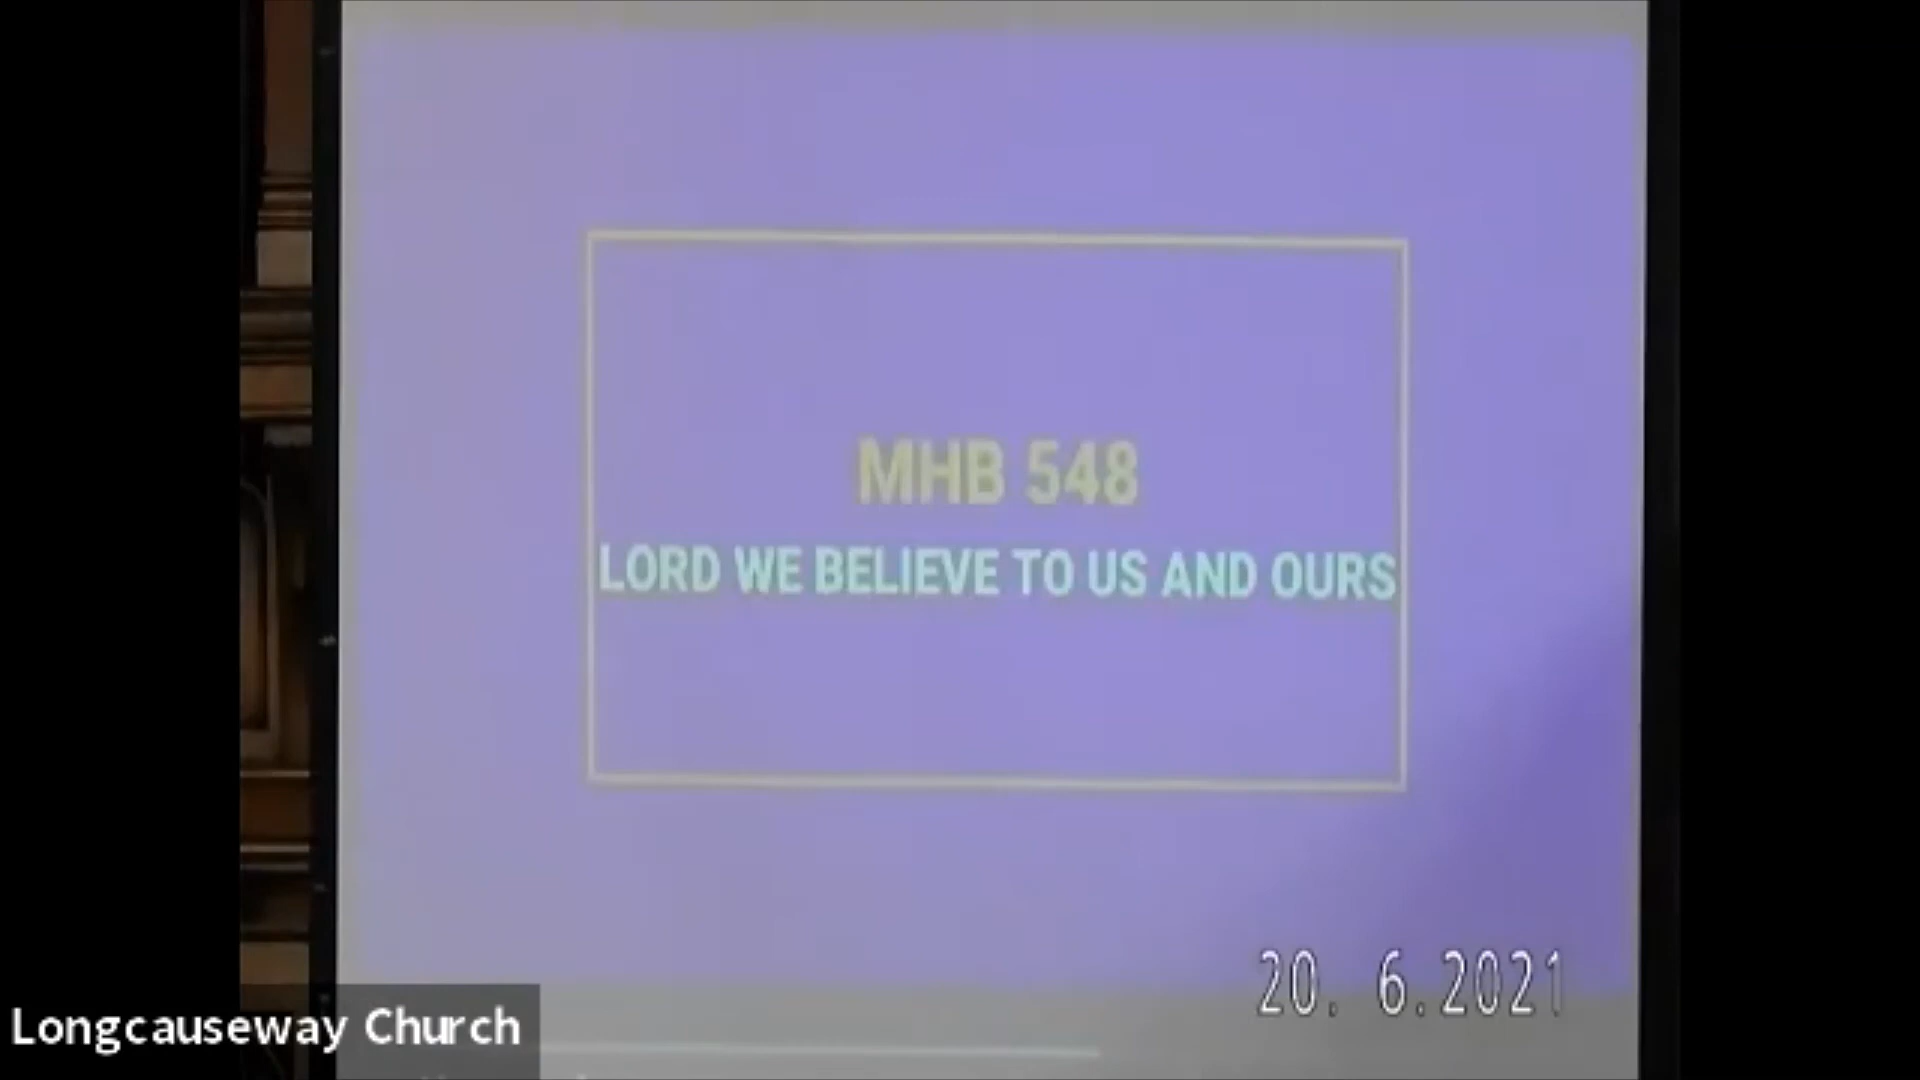 MHB 548
LORD WE BELIEVE TO US AND OURS
20. 6.2021
Longcauseway Church